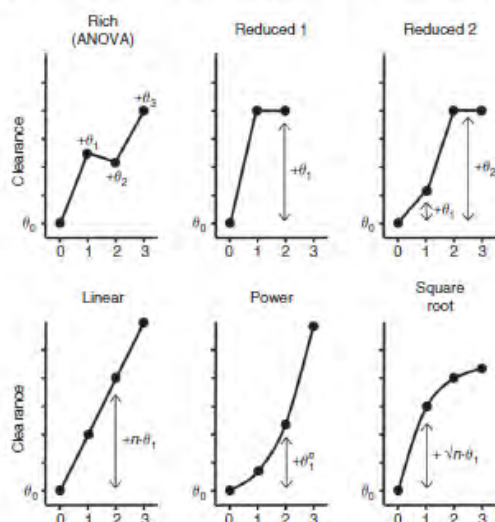 Rich
(ANOVA)
Reduced 1
Reduced 2
Clearance
+θ₁
+θ₂
+θ₃
θ₀
0 1 2 3
+θ₁
0 1 2
+θ₁
+θ₂
θ₀
0 1 2 3
Linear
Power
Square
root
Clearance
+n·θ₁
θ₀
0 1 2 3
+θ₁ⁿ
θ₀
0 1 2 3
+ √n·θ₁
θ₀
0 1 2 3